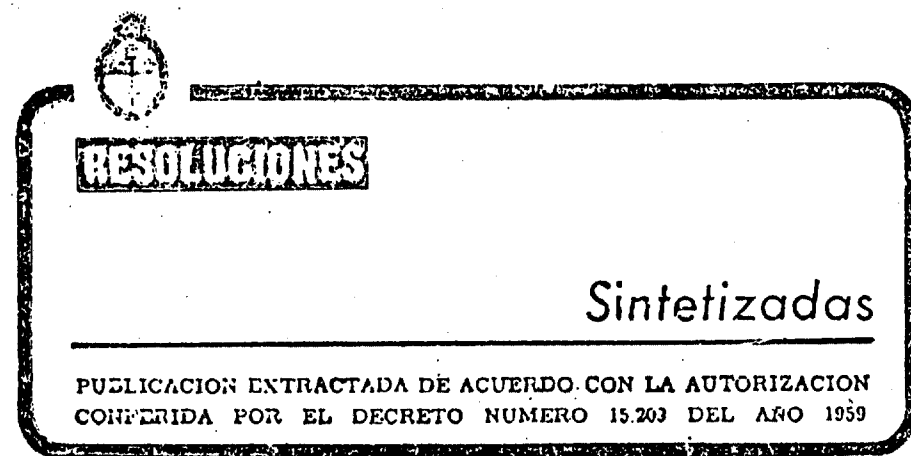 RESOLUCIONES
Sintetizadas
PUBLICACION EXTRACTADA DE ACUERDO CON LA AUTORIZACION
CONFERIDA POR EL DECRETO NUMERO 15.203 DEL AÑO 1959